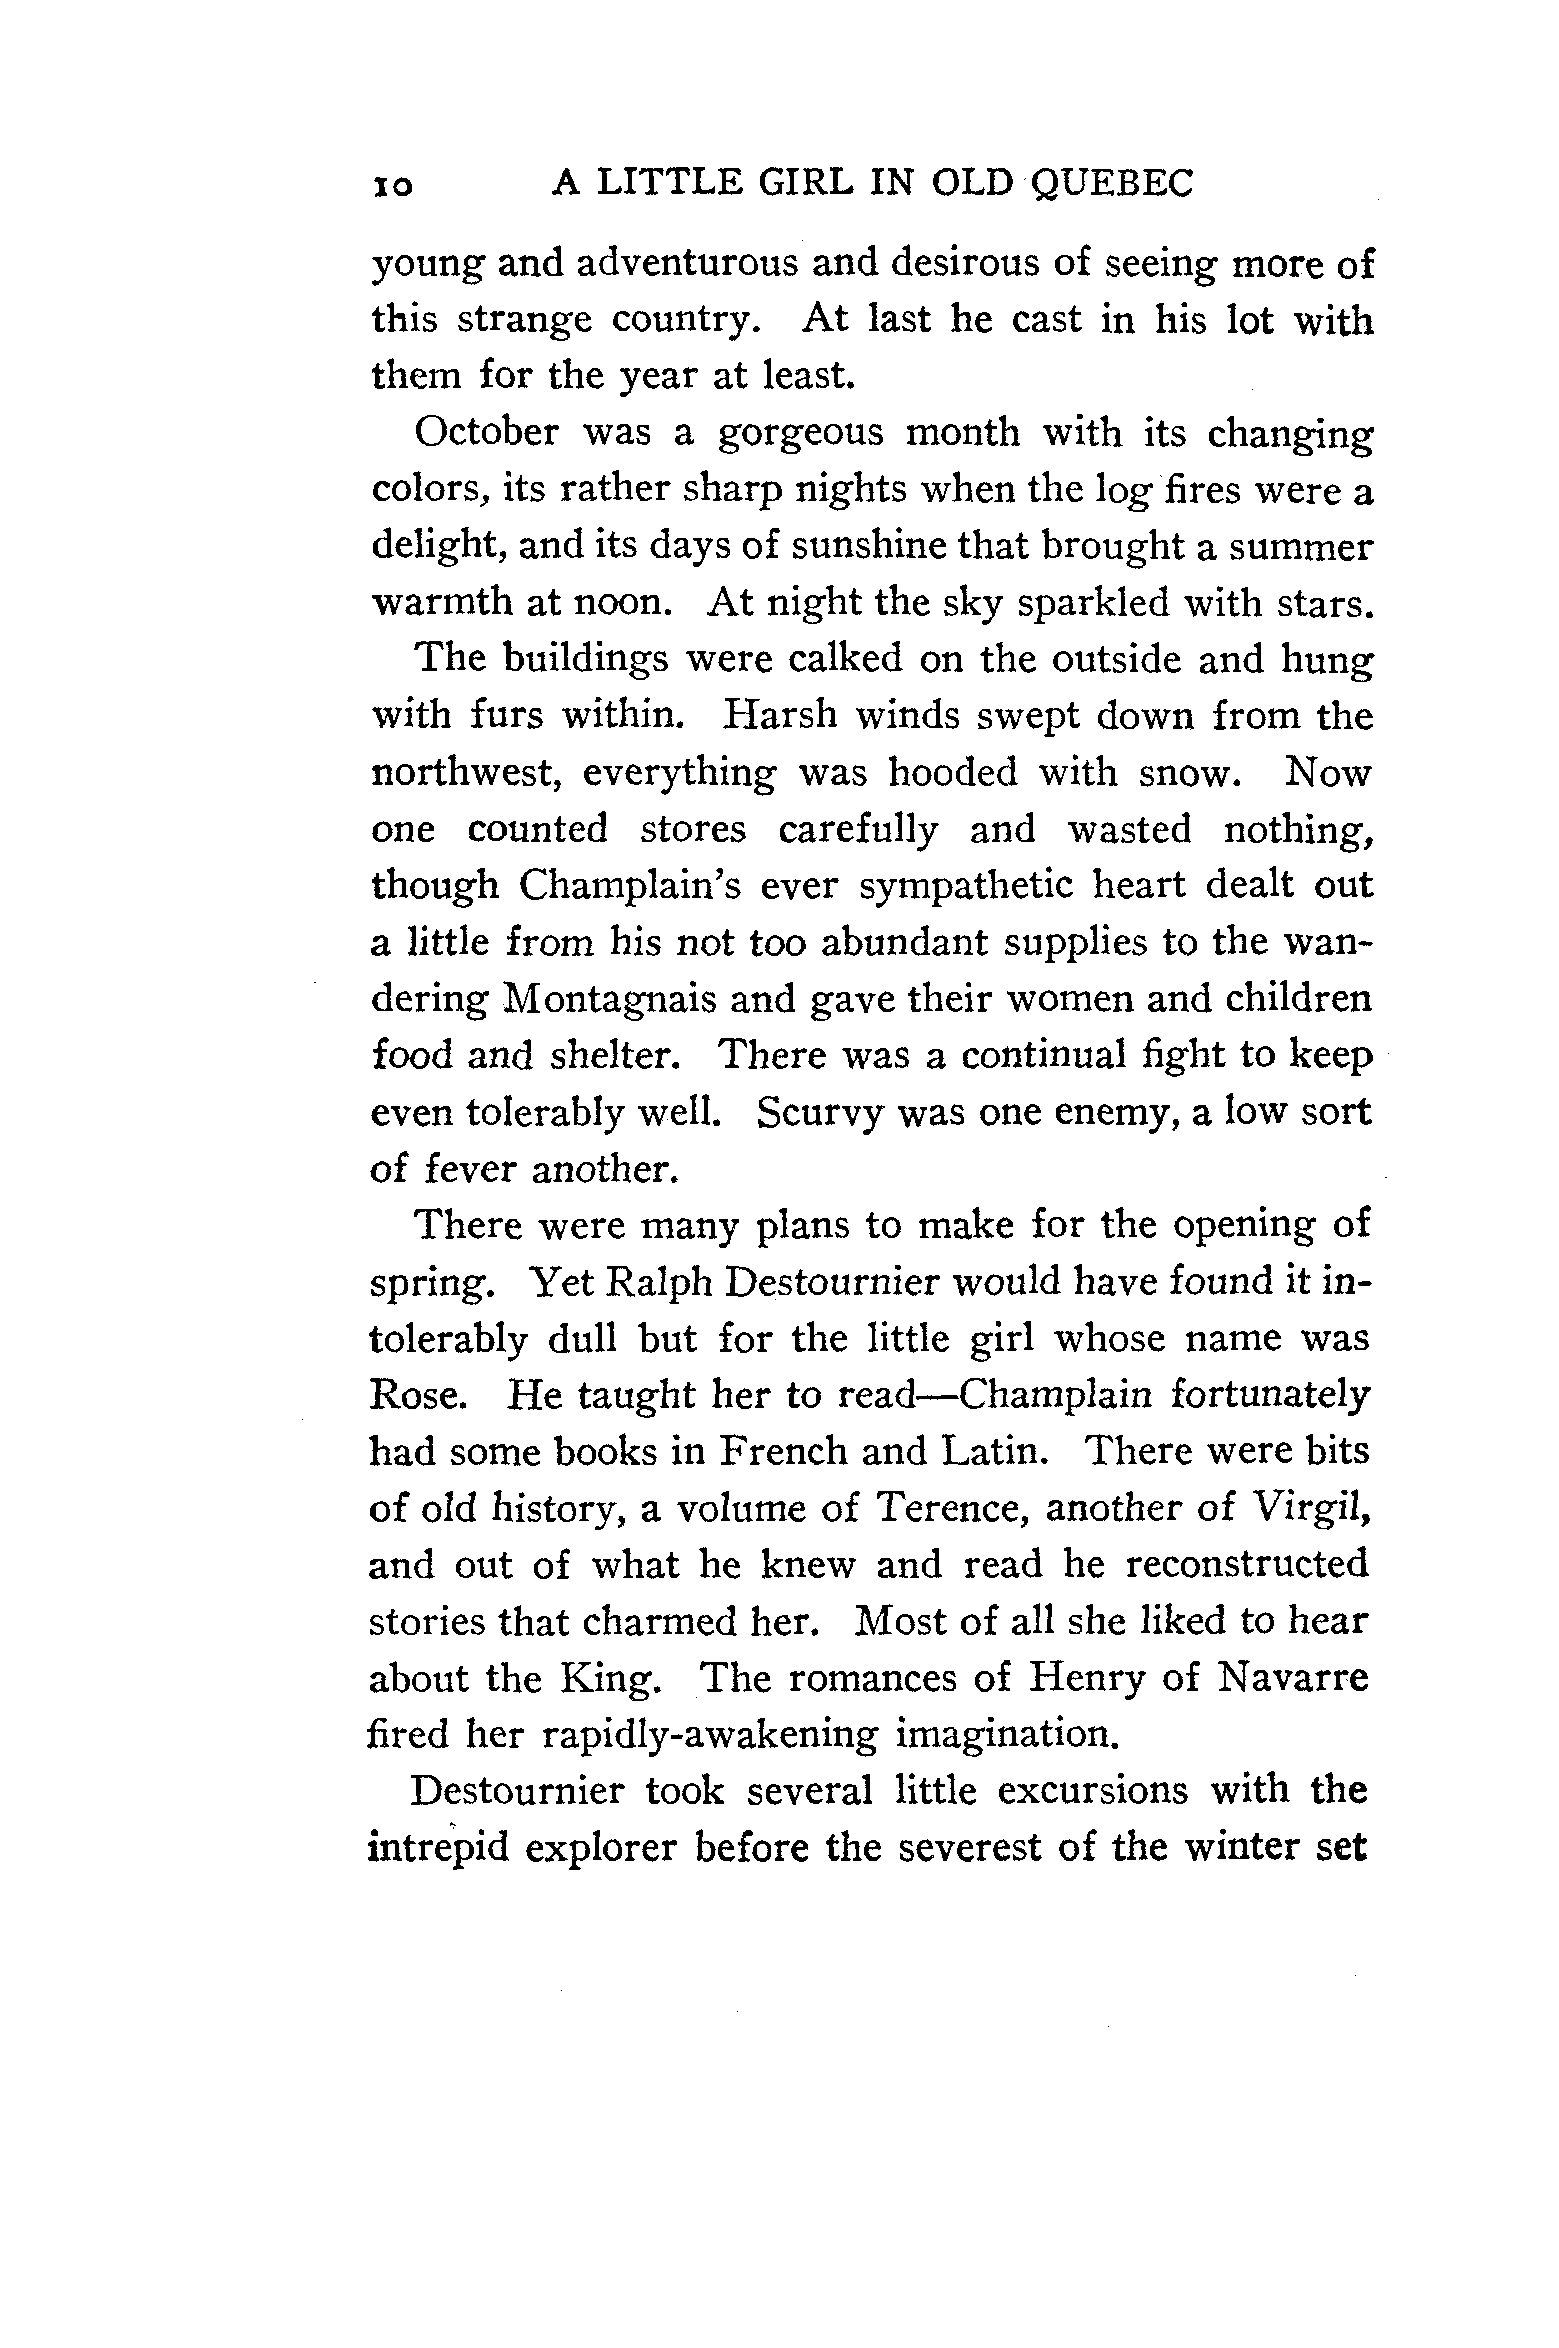 10 A LITTLE GIRL IN OLD QUEBEC
young and adventurous and desirous of seeing more of
this strange country. At last he cast in his lot with
them for the year at least.
October was a gorgeous month with its changing
colors, its rather sharp nights when the log fires were a
delight, and its days of sunshine that brought a summer
warmth at noon. At night the sky sparkled with stars.
The buildings were calked on the outside and hung
with furs within. Harsh winds swept down from the
northwest, everything was hooded with snow. Now
one counted stores carefully and wasted nothing,
though Champlain's ever sympathetic heart dealt out
a little from his not too abundant supplies to the wan-
dering Montagnais and gave their women and children
food and shelter. There was a continual fight to keep
even tolerably well. Scurvy was one enemy, a low sort
of fever another.
There were many plans to make for the opening of
spring. Yet Ralph Destournier would have found it in-
tolerably dull but for the little girl whose name was
Rose. He taught her to read—Champlain fortunately
had some books in French and Latin. There were bits
of old history, a volume of Terence, another of Virgil,
and out of what he knew and read he reconstructed
stories that charmed her. Most of all she liked to hear
about the King. The romances of Henry of Navarre
fired her rapidly-awakening imagination.
Destournier took several little excursions with the
intrepid explorer before the severest of the winter set